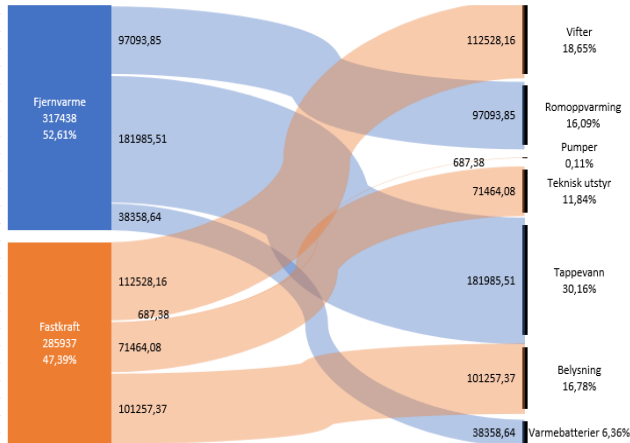 Fjernvarme
317438
52,61%
97093,85
181985,51
38358,64
Fastkraft
285937
47,39%
112528,16
687,38
71464,08
101257,37
112528,16
Vifter
18,65%
97093,85
Romoppvarming
16,09%
687,38
Pumper
0,11%
71464,08
Teknisk utstyr
11,84%
181985,51
Tappevann
30,16%
101257,37
Belysning
16,78%
38358,64
Varmebatterier 6,36%